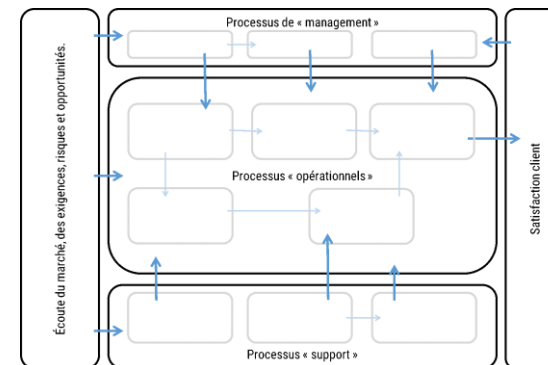 Processus de « management »
Écoute du marché, des exigences, risques et opportunités.
Processus « opérationnels »
Satisfaction client
Processus « support »